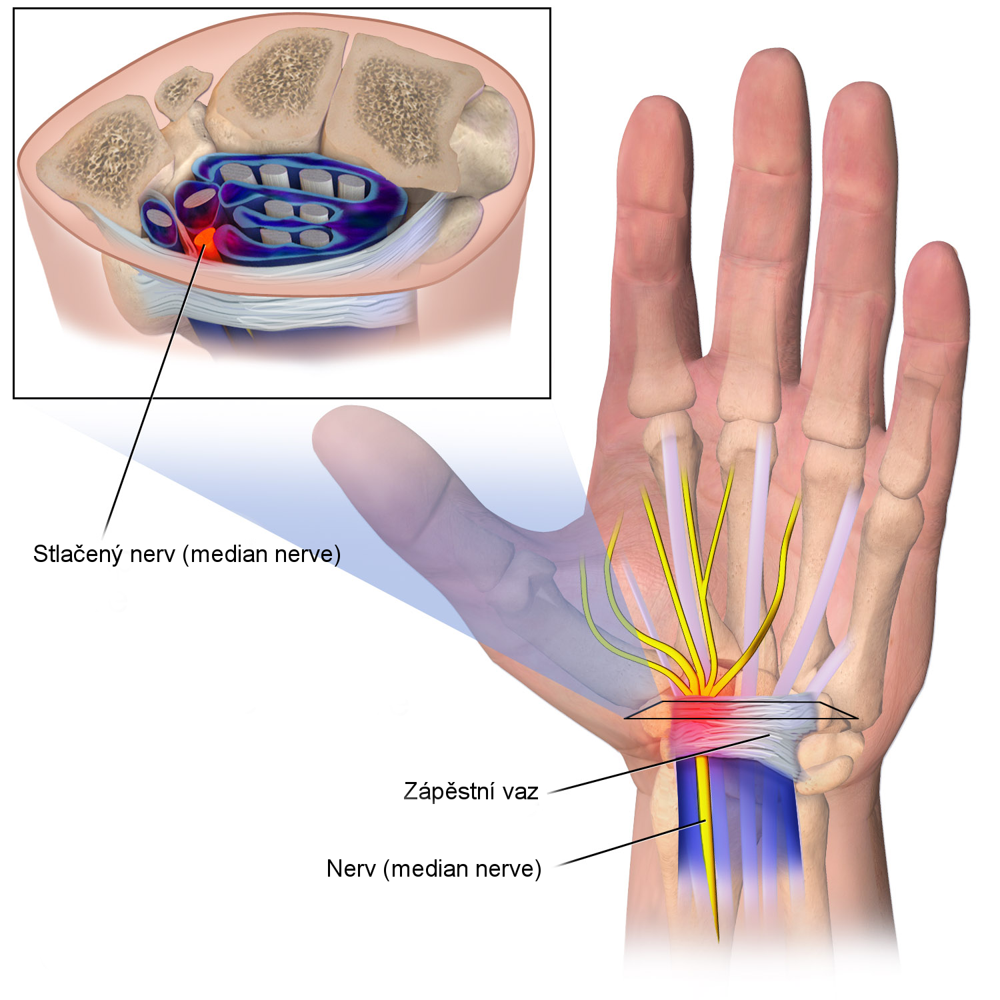 Stlačený nerv (median nerve)
Zápěstní vaz
Nerv (median nerve)